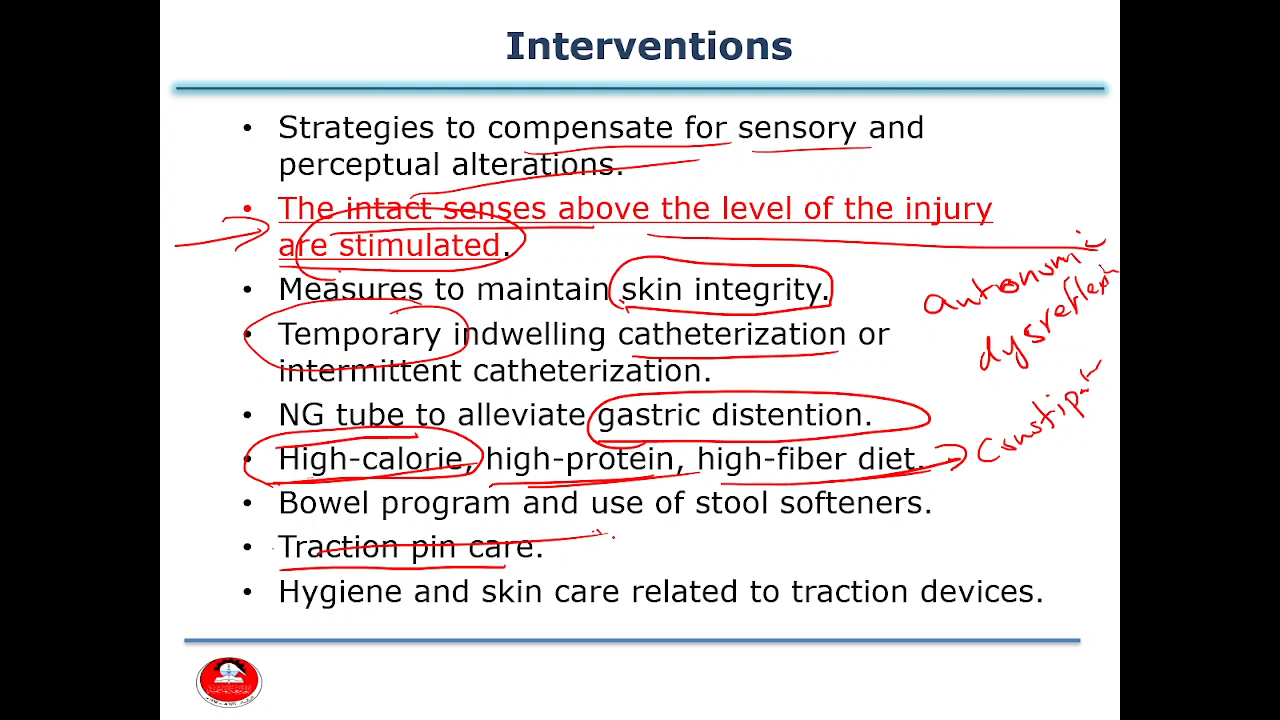 Interventions
• Strategies to compensate for sensory and
perceptual alterations.
• The intact senses above the level of the injury
are stimulated.
• Measures to maintain skin integrity.
• Temporary indwelling catheterization or
intermittent catheterization.
• NG tube to alleviate gastric distention.
• High-calorie, high-protein, high-fiber diet.
• Bowel program and use of stool softeners.
• Traction pin care.
• Hygiene and skin care related to traction devices.
autonomic
dysreflexia